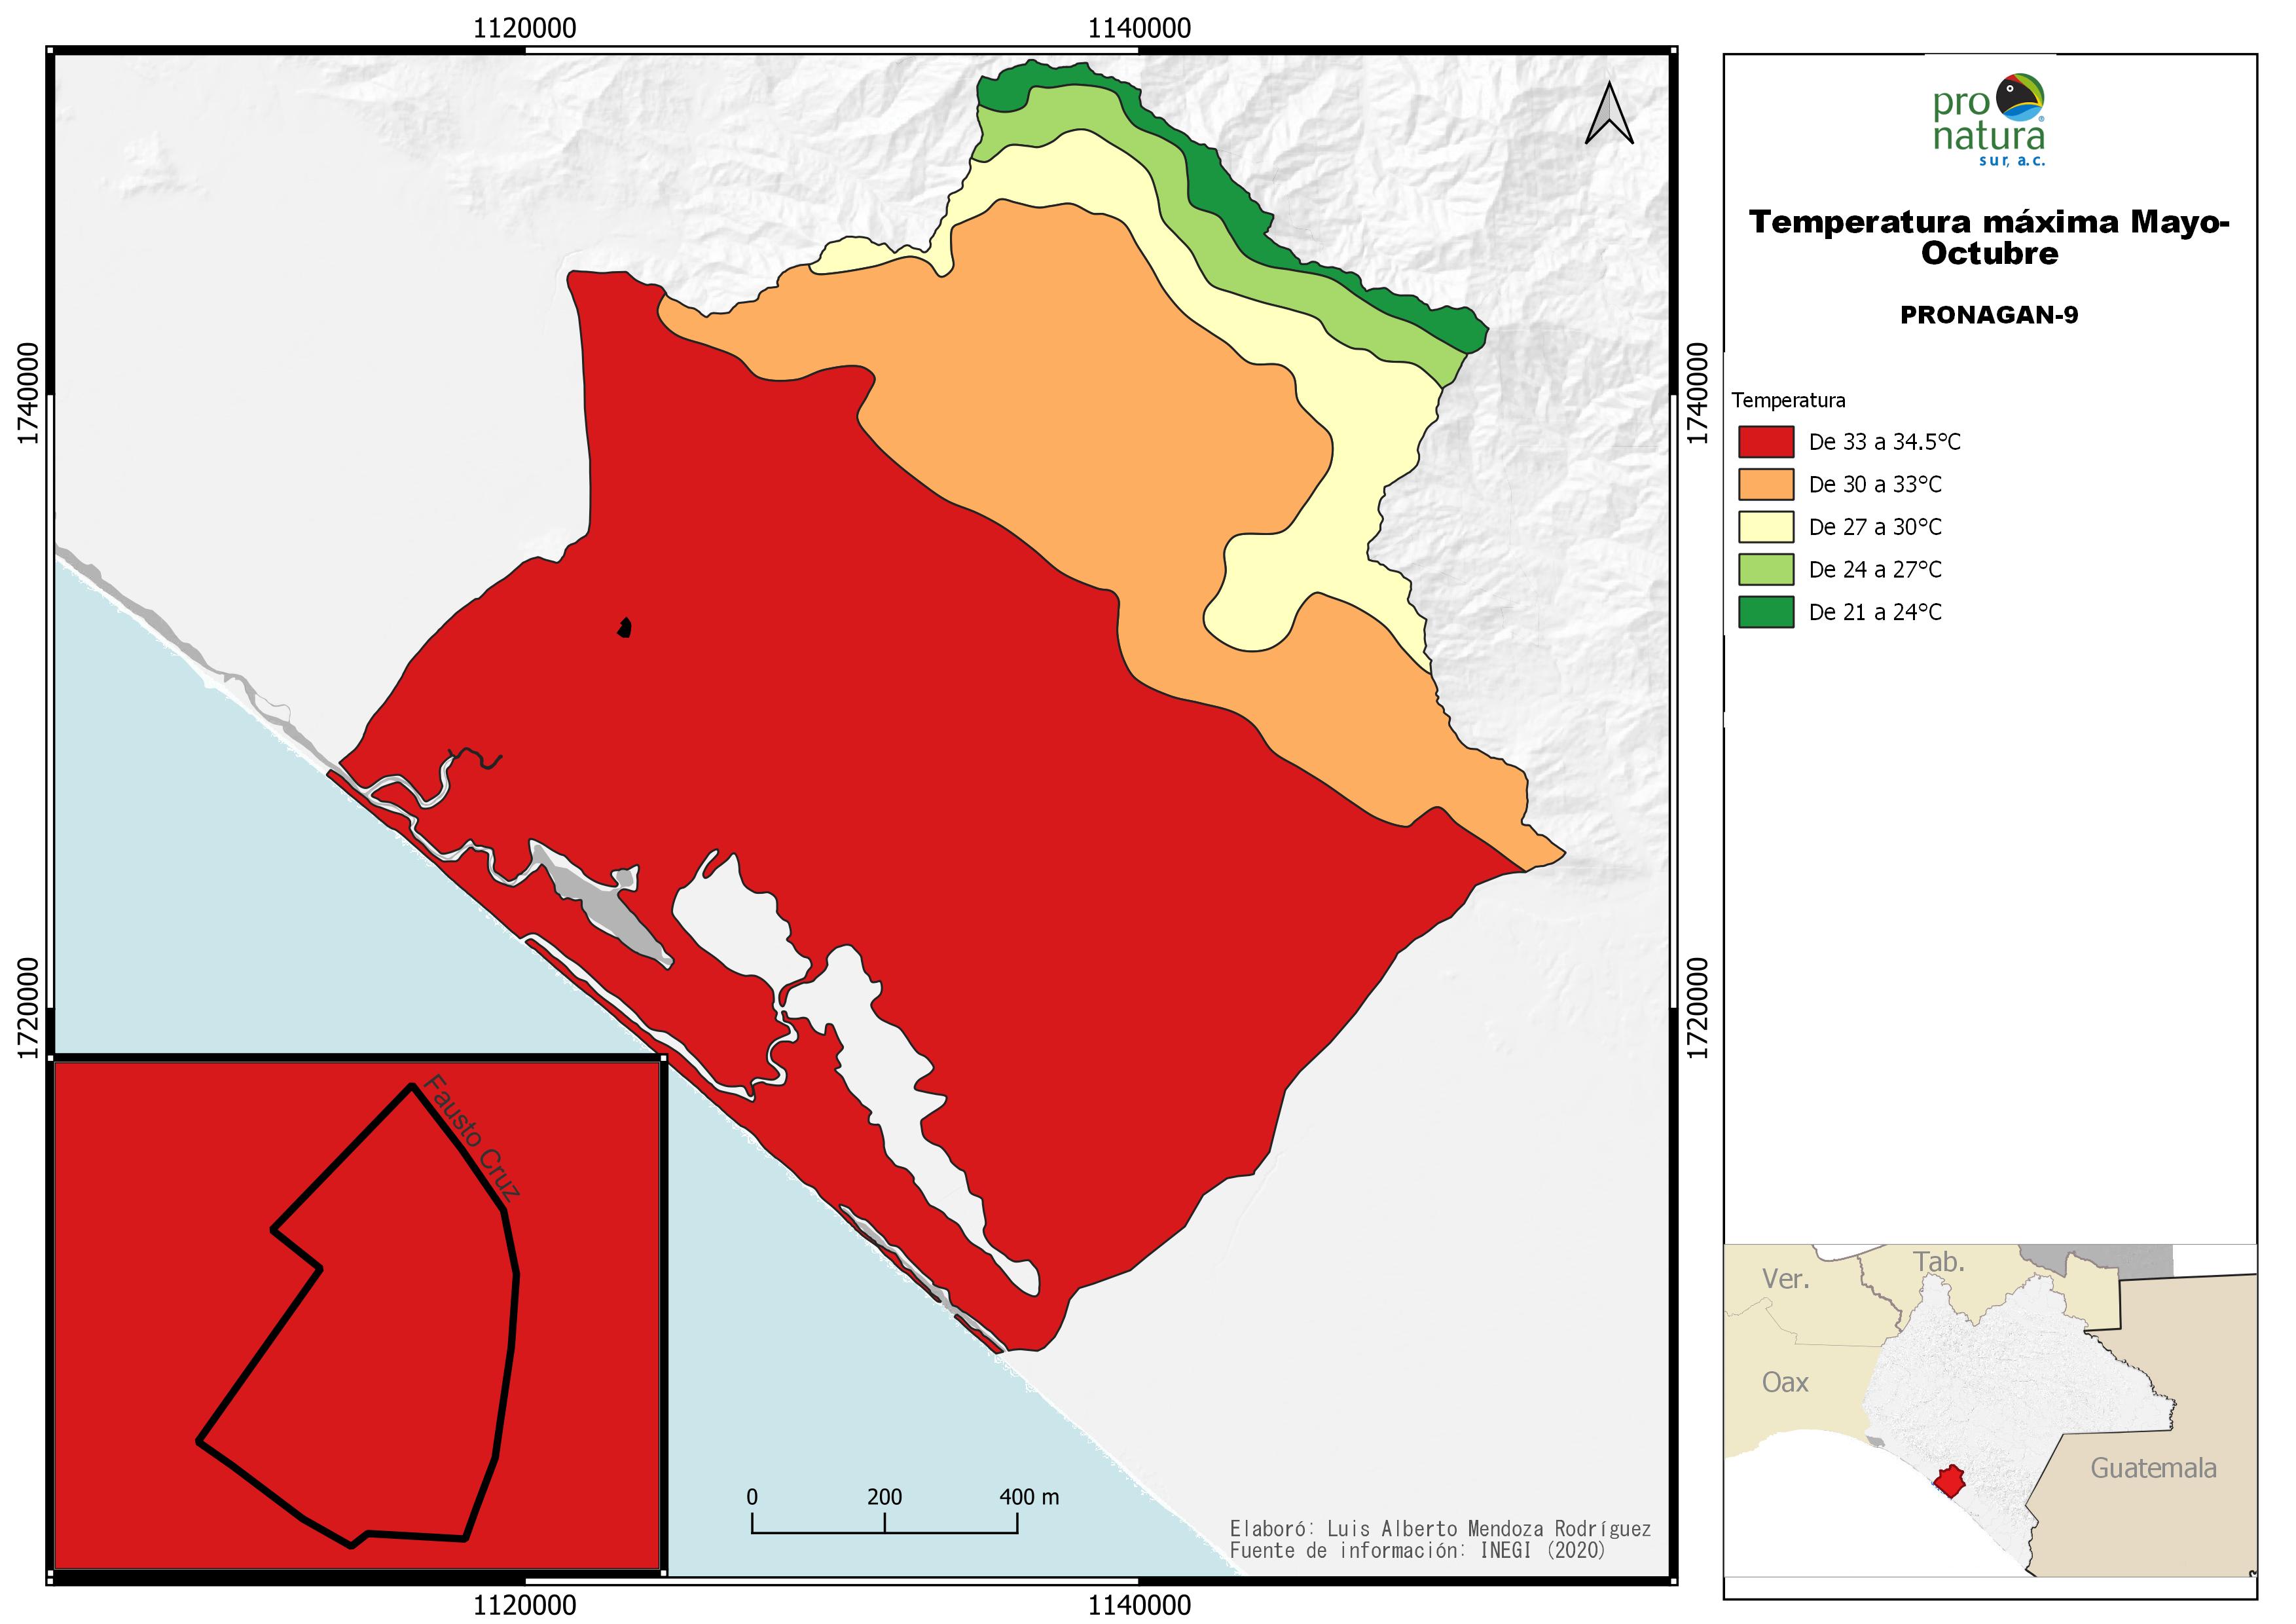 1120000
1140000
1740000
1720000
1740000
1720000
Fausto Cruz
0 200 400 m
Elaboró: Luis Alberto Mendoza Rodríguez
Fuente de información: INEGI (2020)
1120000
1140000
pro
natura
sur, a.c.
Temperatura máxima Mayo-
Octubre
PRONAGAN-9
Temperatura
De 33 a 34.5°C
De 30 a 33°C
De 27 a 30°C
De 24 a 27°C
De 21 a 24°C
Ver.
Tab.
Oax
Guatemala